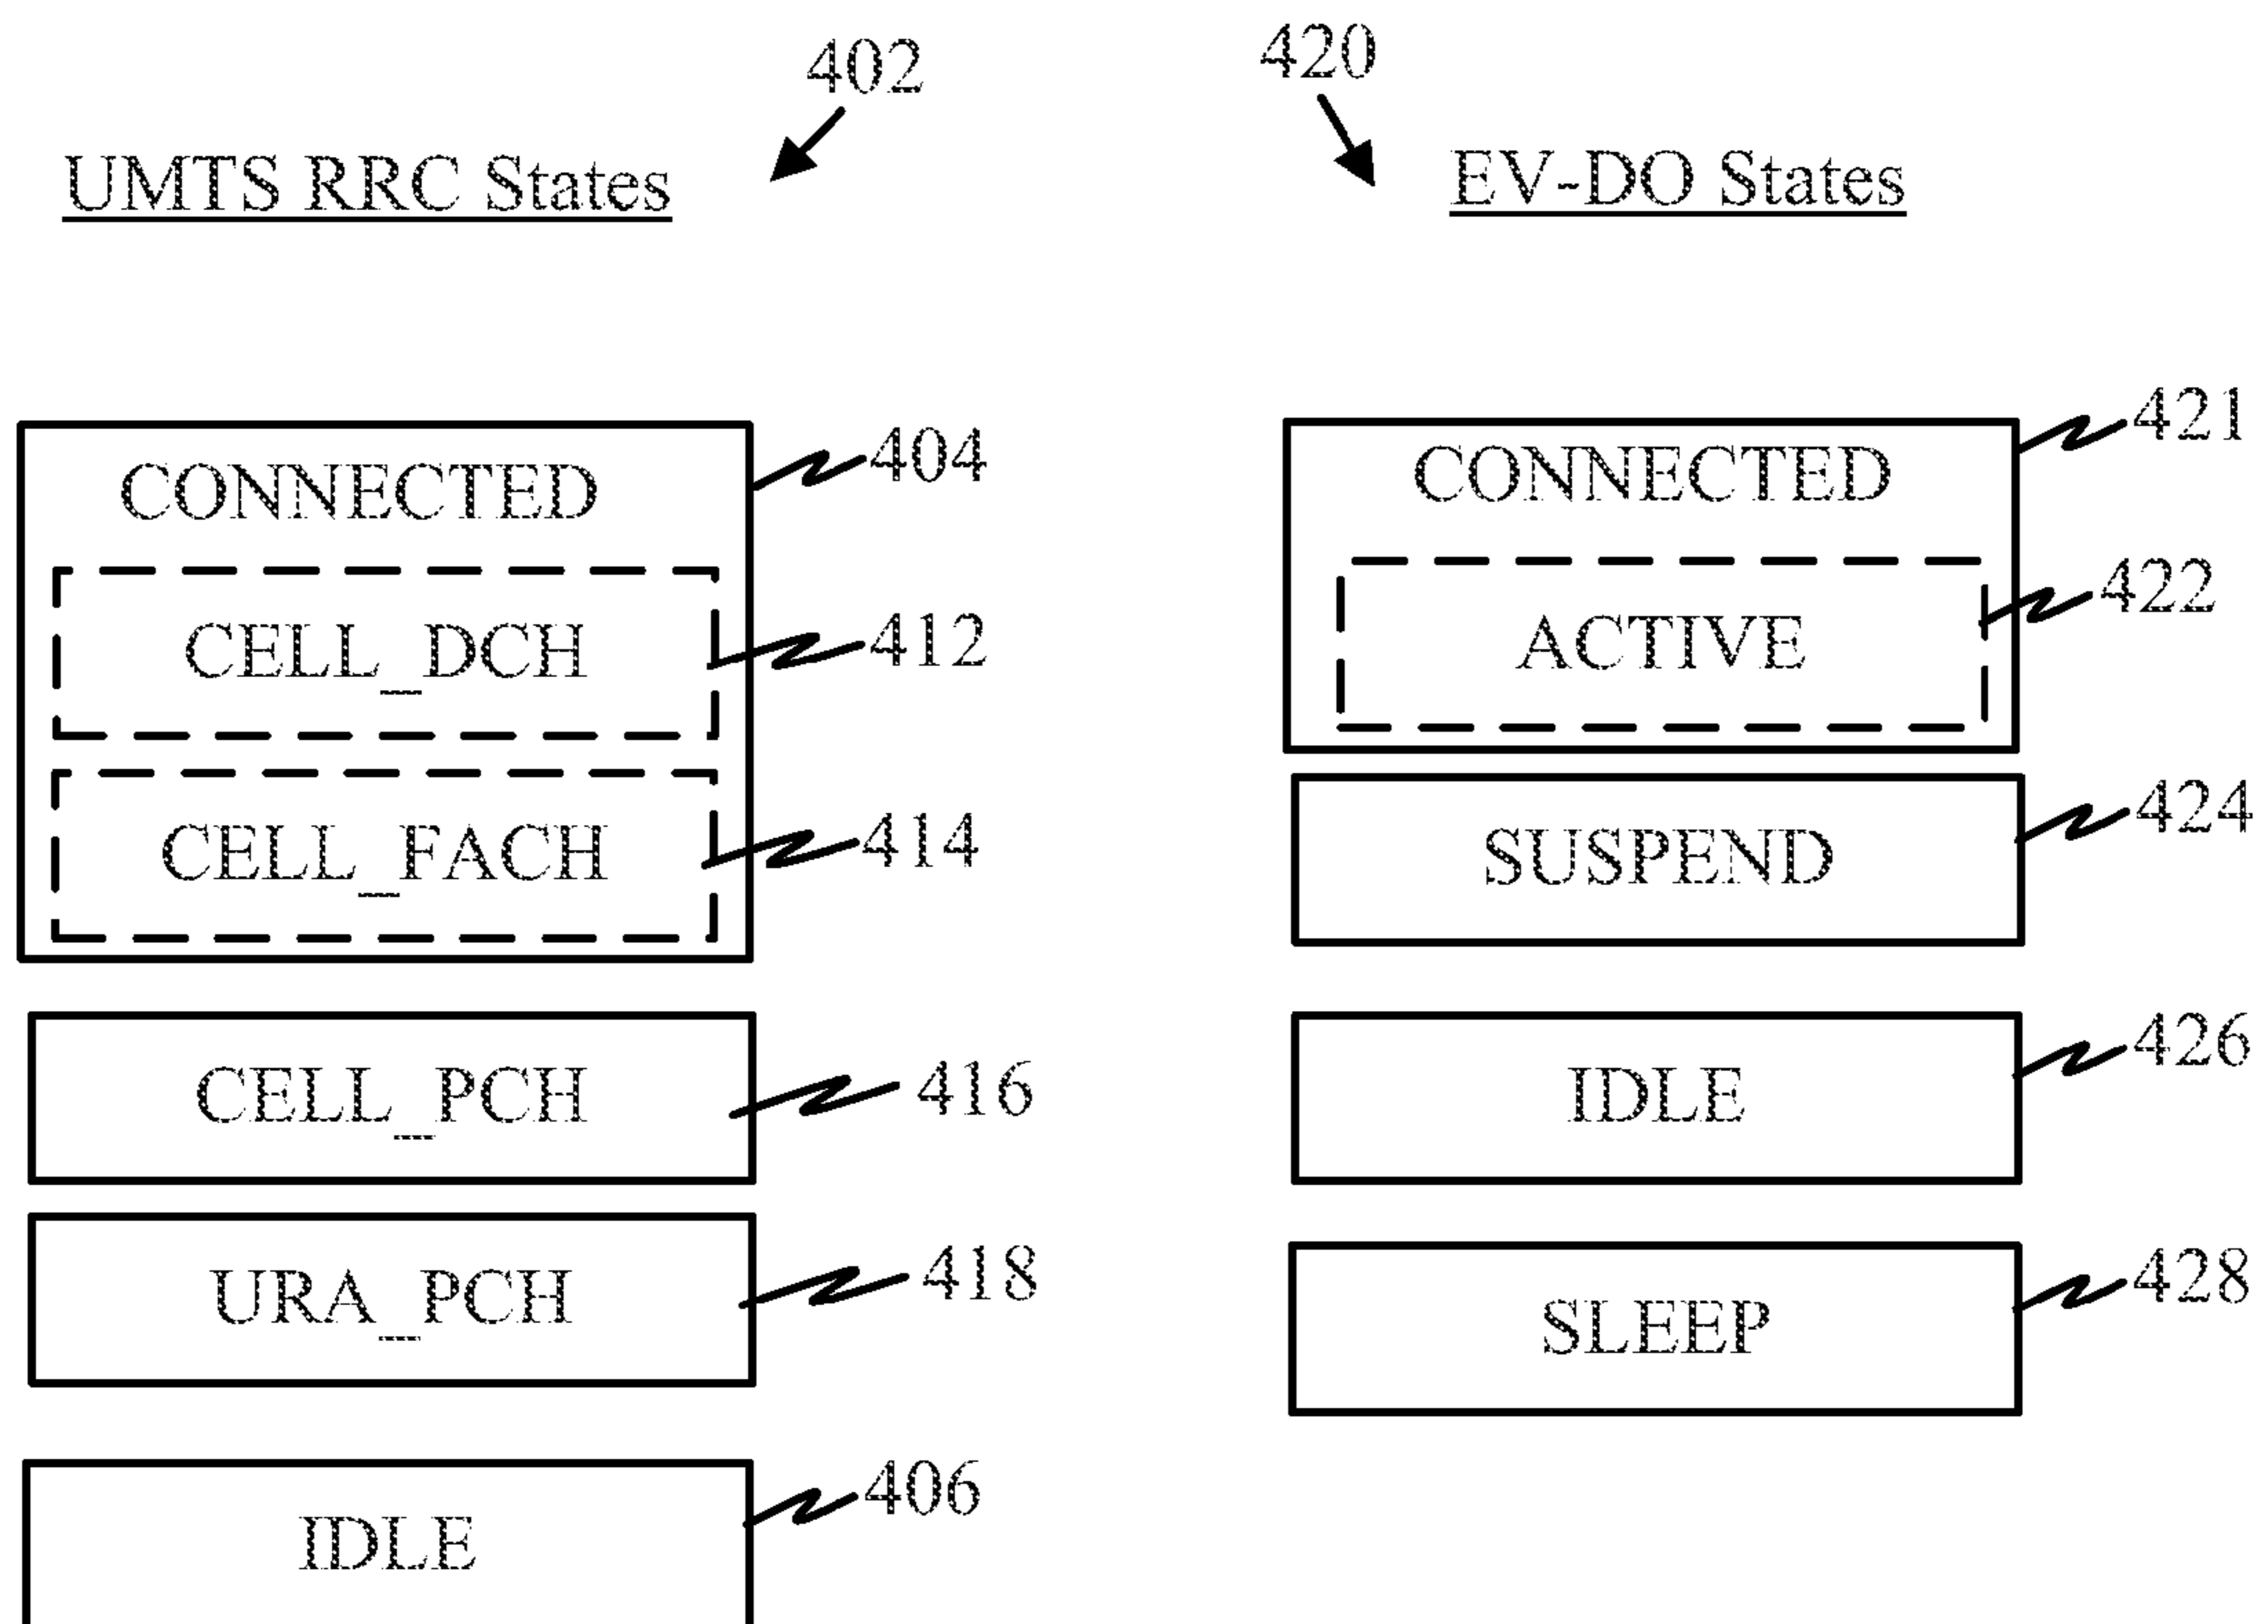 402
UMTS RRC States
404
CONNECTED
412
CELL_DCH
414
CELL_FACH
416
CELL_PCH
418
URA_PCH
406
IDLE
420
EV-DO States
421
CONNECTED
422
ACTIVE
424
SUSPEND
426
IDLE
428
SLEEP